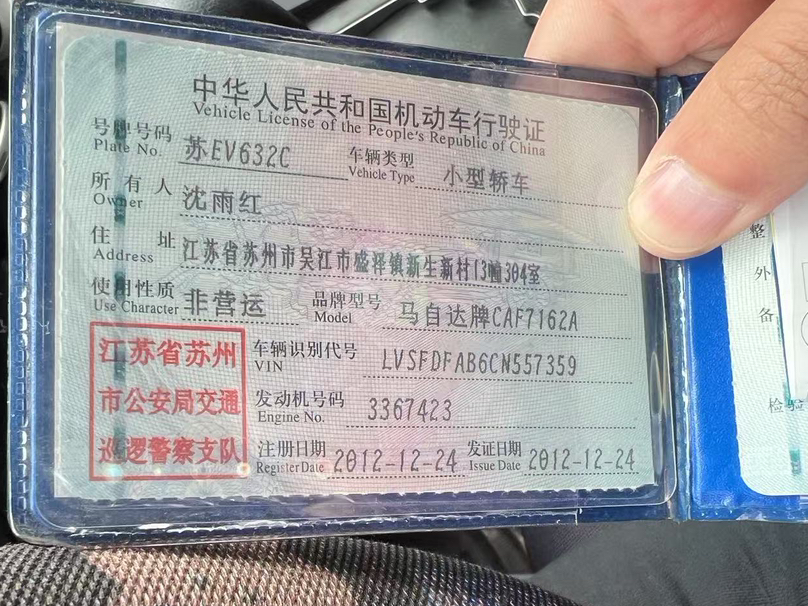 中华人民共和国机动车行驶证
Vehicle License of the People's Republic of China
号牌号码 苏EV632C 车辆类型 小型轿车
Plate No. Vehicle Type
所有人 沈雨红
Owner
住址 江苏省苏州市吴江市盛泽镇新生新村13幢304室
Address
使用性质 非营运 品牌型号 马自达牌CAF7162A
Use Character Model
江苏省苏州
市公安局交通
巡逻警察支队
车辆识别代号 LVSFDFAB6CN557359
VIN
发动机号码 3367423
Engine No.
注册日期 2012-12-24 发证日期 2012-12-24
Register Date Issue Date
整
外
备
检验